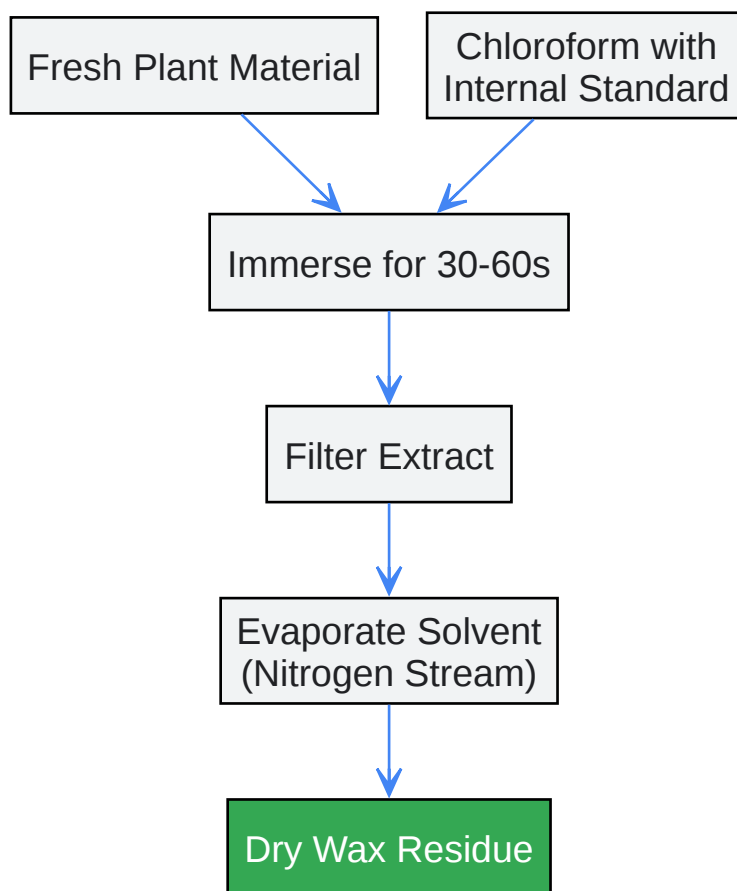 Fresh Plant Material
Chloroform with
Internal Standard
Immerse for 30-60s
Filter Extract
Evaporate Solvent
(Nitrogen Stream)
Dry Wax Residue